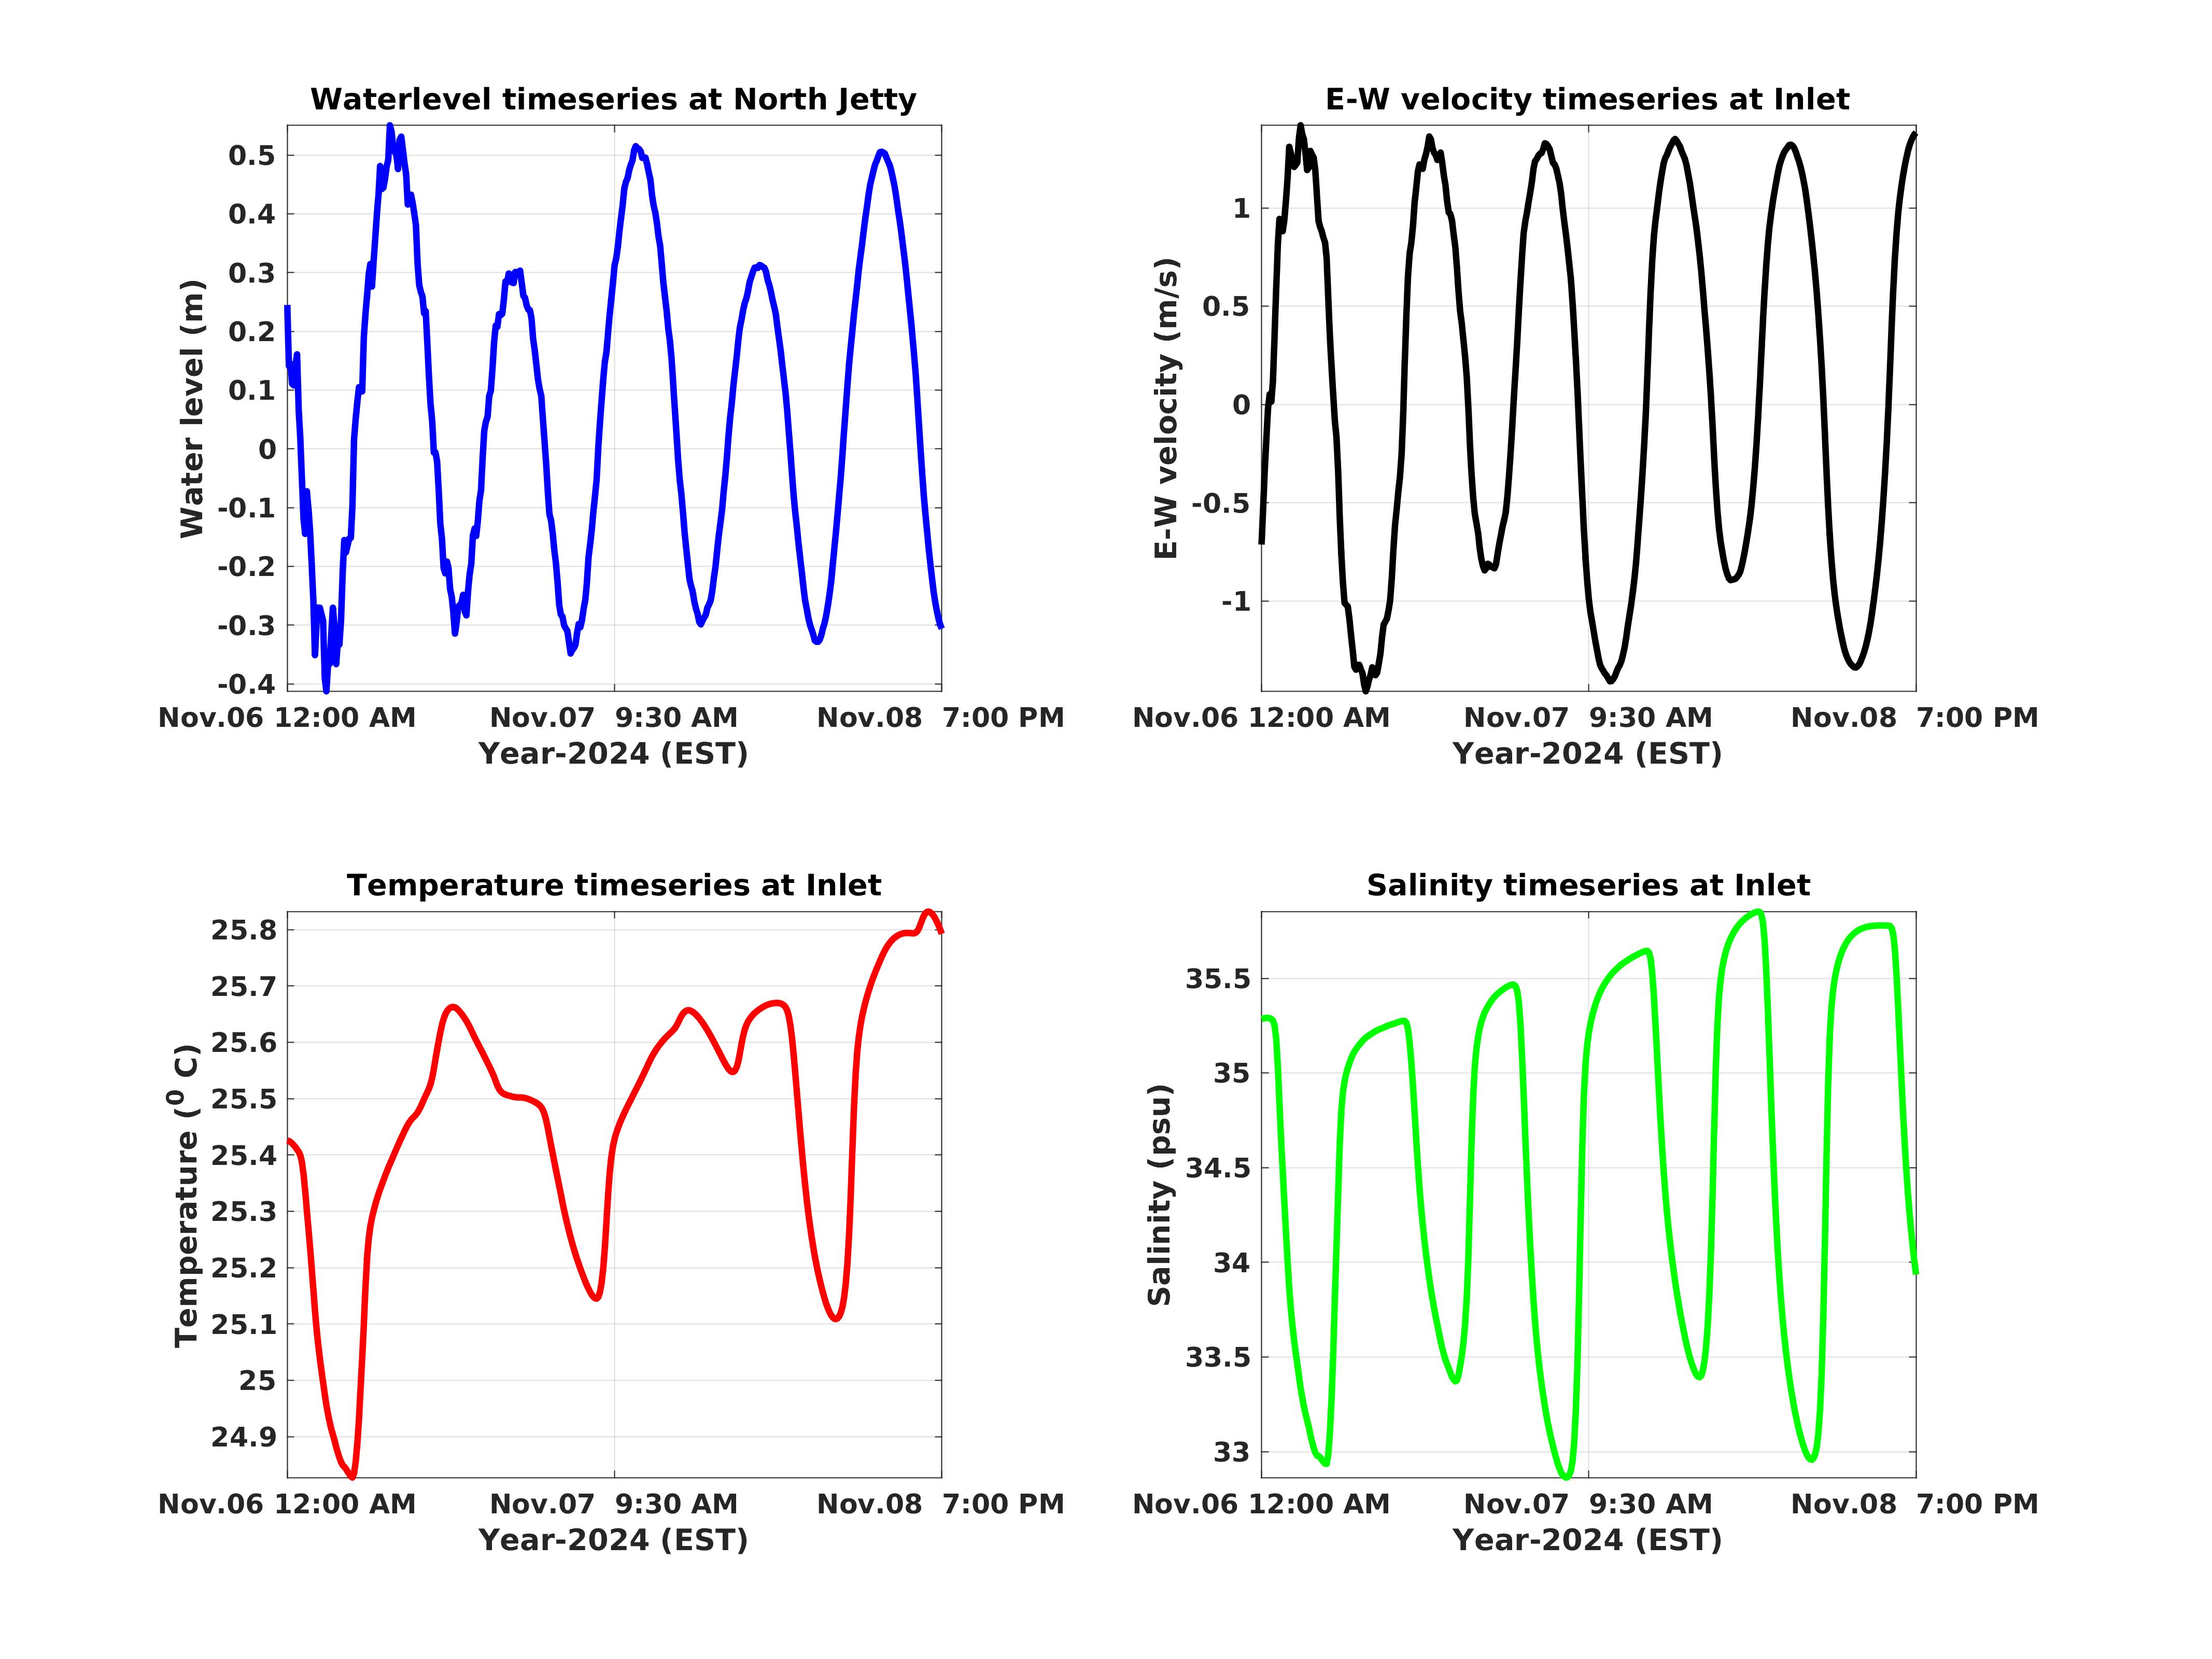 Waterlevel timeseries at North Jetty
0.5
0.4
0.3
0.2
0.1
0
-0.1
-0.2
-0.3
-0.4
Water level (m)
Nov.06 12:00 AM Nov.07 9:30 AM Nov.08 7:00 PM
Year-2024 (EST)
E-W velocity timeseries at Inlet
1
0.5
0
-0.5
-1
E-W velocity (m/s)
Nov.06 12:00 AM Nov.07 9:30 AM Nov.08 7:00 PM
Year-2024 (EST)
Temperature timeseries at Inlet
25.8
25.7
25.6
25.5
25.4
25.3
25.2
25.1
25
24.9
Temperature (⁰ C)
Nov.06 12:00 AM Nov.07 9:30 AM Nov.08 7:00 PM
Year-2024 (EST)
Salinity timeseries at Inlet
35.5
35
34.5
34
33.5
33
Salinity (psu)
Nov.06 12:00 AM Nov.07 9:30 AM Nov.08 7:00 PM
Year-2024 (EST)